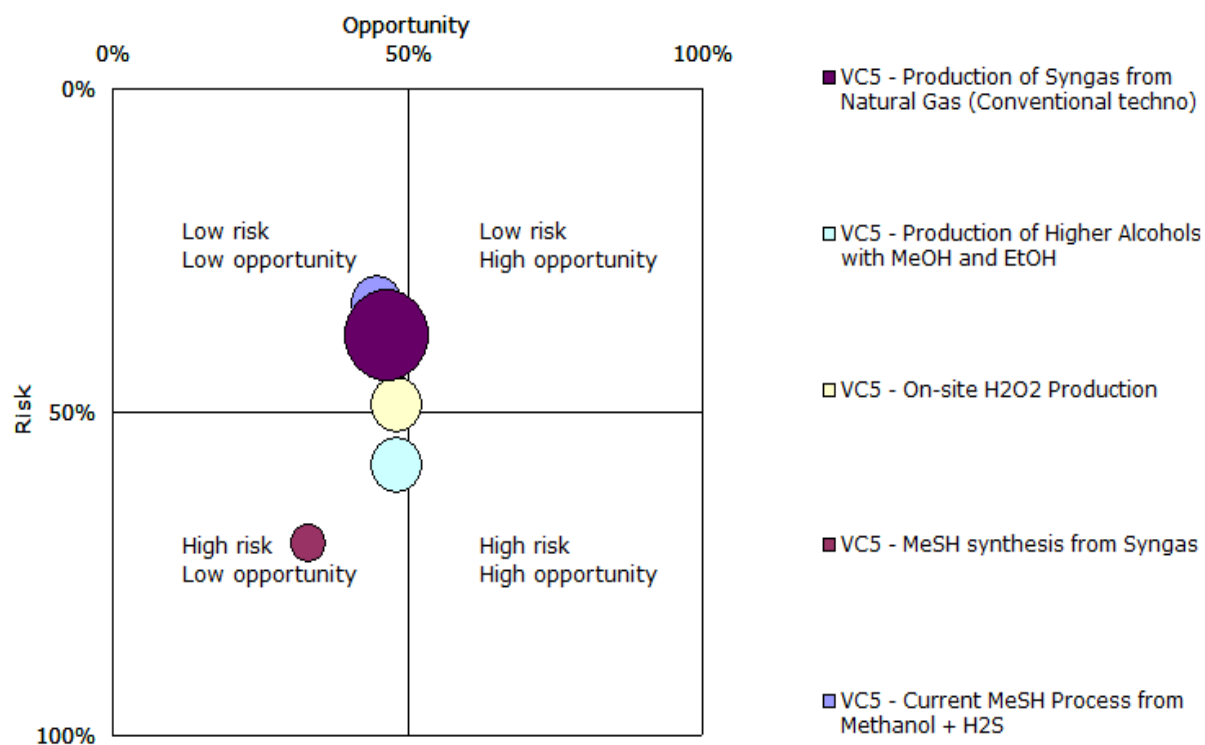 Opportunity
0%
50%
100%
0%
Low risk
Low opportunity
Low risk
High opportunity
Risk
50%
High risk
Low opportunity
High risk
High opportunity
100%
VC5 - Production of Syngas from
Natural Gas (Conventional techno)
VC5 - Production of Higher Alcohols
with MeOH and EtOH
VC5 - On-site H2O2 Production
VC5 - MeSH synthesis from Syngas
VC5 - Current MeSH Process from
Methanol + H2S